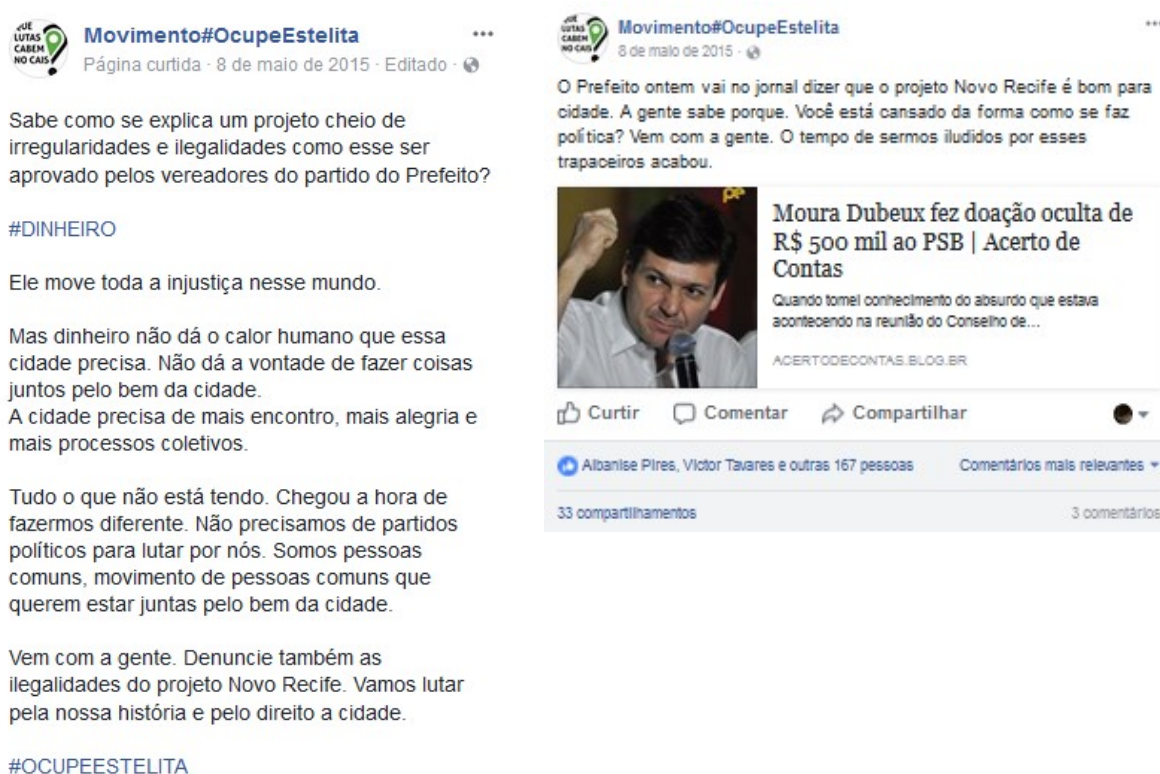 QUE
LUTAS
CABEM
NO CAIS
Movimento#OcupeEstelita
Página curtida · 8 de maio de 2015 · Editado ·
Sabe como se explica um projeto cheio de
irregularidades e ilegalidades como esse ser
aprovado pelos vereadores do partido do Prefeito?
#DINHEIRO
Ele move toda a injustiça nesse mundo.
Mas dinheiro não dá o calor humano que essa
cidade precisa. Não dá a vontade de fazer coisas
juntos pelo bem da cidade.
A cidade precisa de mais encontro, mais alegria e
mais processos coletivos.
Tudo o que não está tendo. Chegou a hora de
fazermos diferente. Não precisamos de partidos
políticos para lutar por nós. Somos pessoas
comuns, movimento de pessoas comuns que
querem estar juntas pelo bem da cidade.
Vem com a gente. Denuncie também as
ilegalidades do projeto Novo Recife. Vamos lutar
pela nossa história e pelo direito a cidade.
#OCUPEESTELITA
QUE
LUTAS
CABEM
NO CAIS
Movimento#OcupeEstelita
8 de maio de 2015 ·
O Prefeito ontem vai no jornal dizer que o projeto Novo Recife é bom para
cidade. A gente sabe porque. Você está cansado da forma como se faz
política? Vem com a gente. O tempo de sermos iludidos por esses
trapaceiros acabou.
pe
Moura Dubeux fez doação oculta de
R$ 500 mil ao PSB | Acerto de
Contas
Quando tomei conhecimento do absurdo que estava
acontecendo na reunião do Conselho de...
ACERTODECONTAS.BLOG.BR
Curtir Comentar Compartilhar
Albanise Pires, Victor Tavares e outras 167 pessoas Comentários mais relevantes
33 compartilhamentos 3 comentários